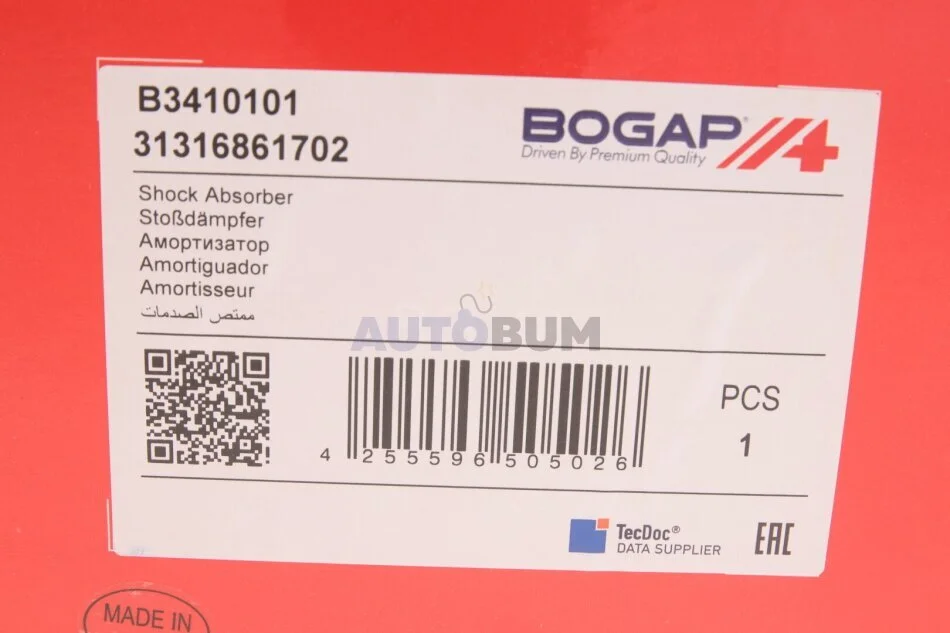 B3410101
31316861702
BOGAP®
Driven By Premium Quality
Shock Absorber
Stoßdämpfer
Амортизатор
Amortiguador
Amortisseur
ممتص الصدمات
AUTOBUM
4 255596 505026
PCS
1
TecDoc®
DATA SUPPLIER
EAC
MADE IN